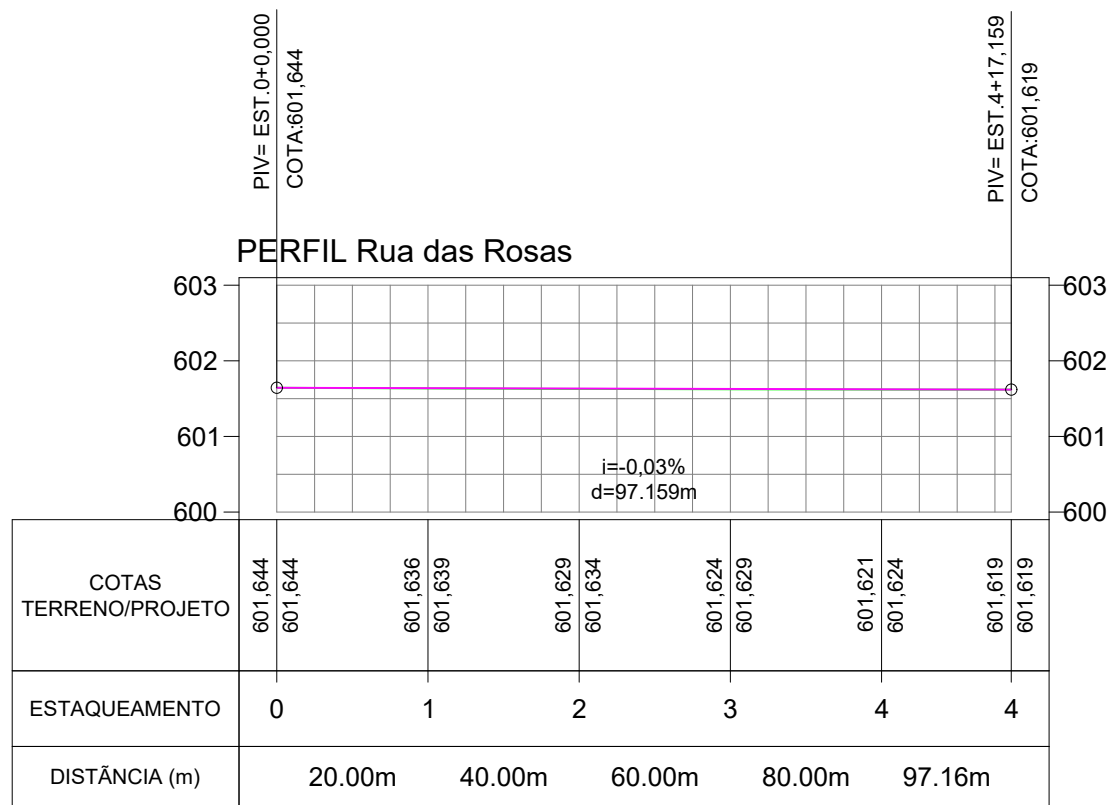 PIV= EST.0+0,000
COTA:601,644
PIV= EST.4+17,159
COTA:601,619
PERFIL Rua das Rosas
603
603
602
602
601
601
600
600
i=-0,03%
d=97.159m
COTAS
TERRENO/PROJETO
601,644
601,644
601,636
601,639
601,629
601,634
601,624
601,629
601,621
601,624
601,619
601,619
ESTAQUEAMENTO 0 1 2 3 4 4
DISTÃNCIA (m) 20.00m 40.00m 60.00m 80.00m 97.16m